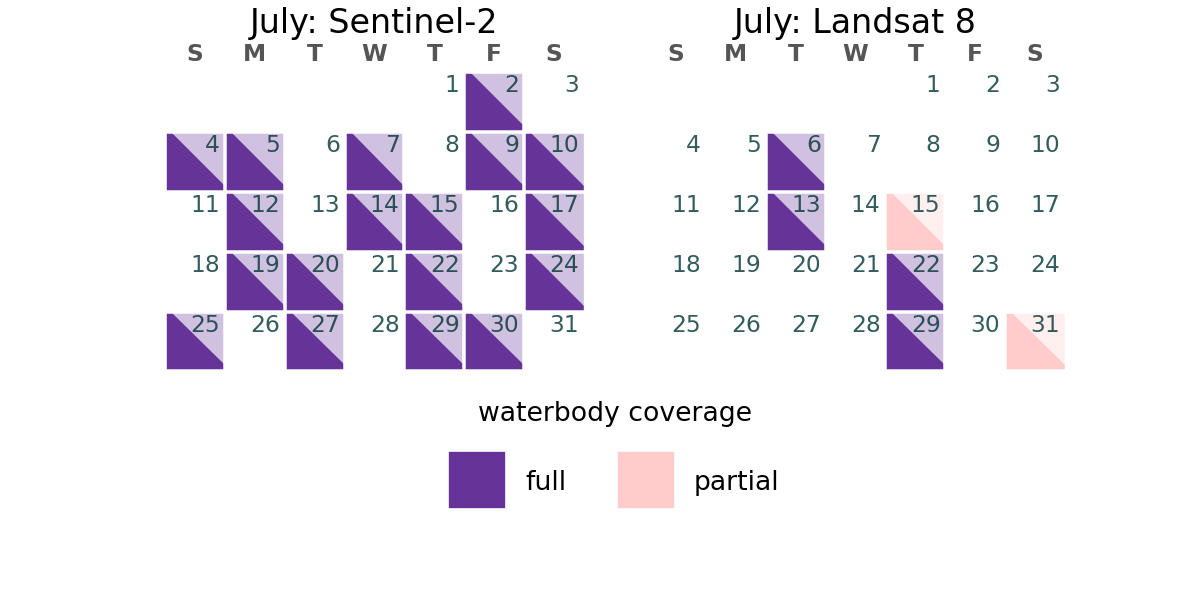 July: Sentinel-2
S M T W T F S
1 2 3
4 5 6 7 8 9 10
11 12 13 14 15 16 17
18 19 20 21 22 23 24
25 26 27 28 29 30 31
July: Landsat 8
S M T W T F S
1 2 3
4 5 6 7 8 9 10
11 12 13 14 15 16 17
18 19 20 21 22 23 24
25 26 27 28 29 30 31
waterbody coverage
full
partial